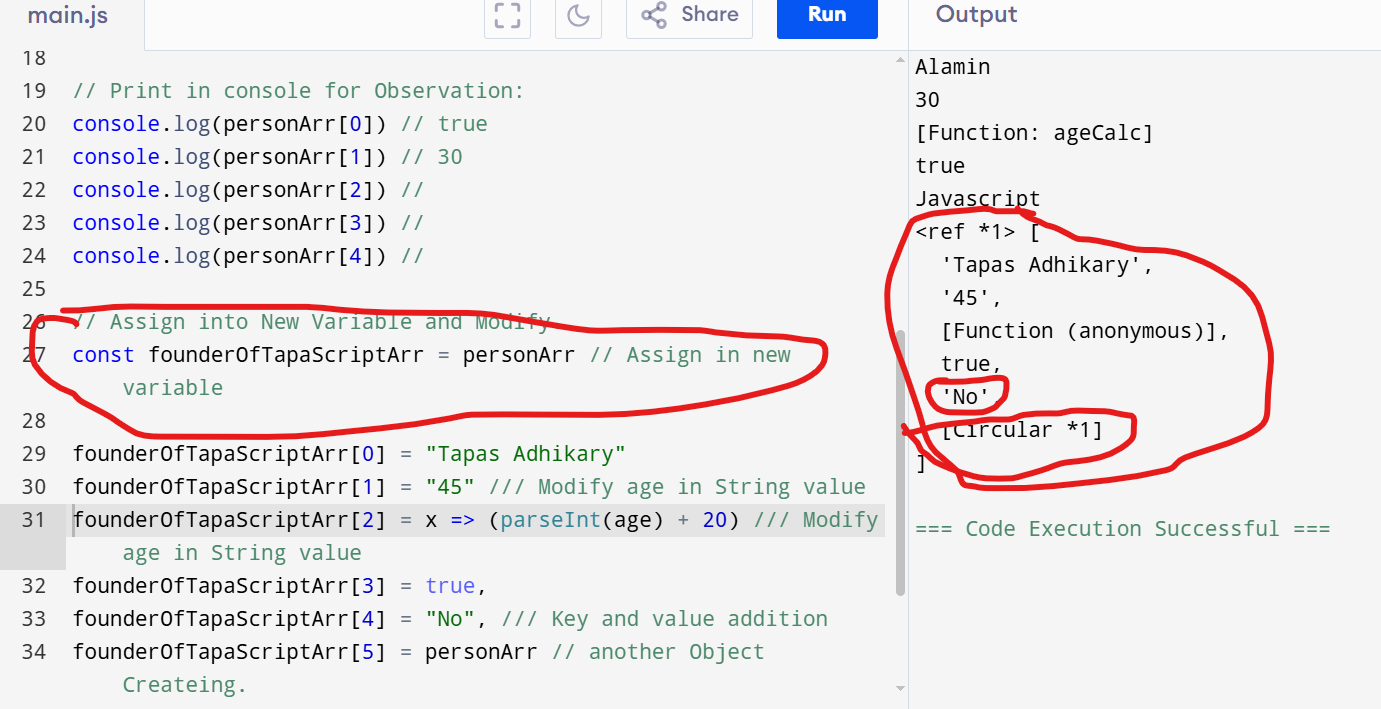 main.js
Share
Run
Output
18
19 // Print in console for Observation:
20 console.log(personArr[0]) // true
21 console.log(personArr[1]) // 30
22 console.log(personArr[2]) //
23 console.log(personArr[3]) //
24 console.log(personArr[4]) //
25
26 // Assign into New Variable and Modify
27 const founderOfTapaScriptArr = personArr // Assign in new
variable
28
29 founderOfTapaScriptArr[0] = "Tapas Adhikary"
30 founderOfTapaScriptArr[1] = "45" /// Modify age in String value
31 founderOfTapaScriptArr[2] = x => (parseInt(age) + 20) /// Modify
age in String value
32 founderOfTapaScriptArr[3] = true,
33 founderOfTapaScriptArr[4] = "No", /// Key and value addition
34 founderOfTapaScriptArr[5] = personArr // another Object
Createing.
Alamin
30
[Function: ageCalc]
true
Javascript
<ref *1> [
'Tapas Adhikary',
'45',
[Function (anonymous)],
true,
'No',
[Circular *1]
]
=== Code Execution Successful ===